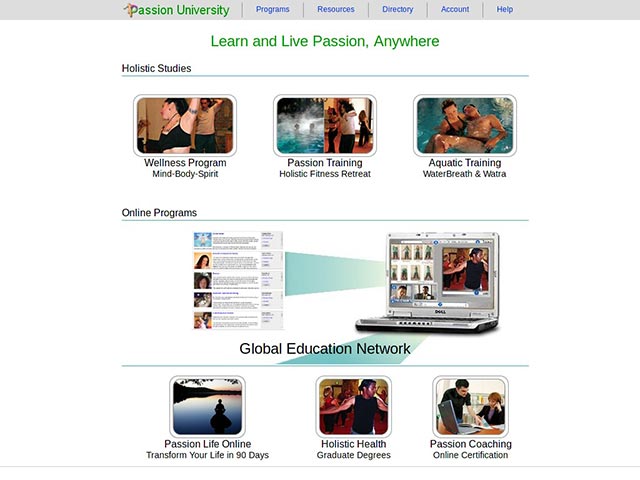 Passion University
Programs
Resources
Directory
Account
Help
Learn and Live Passion, Anywhere
Holistic Studies
Wellness Program
Mind-Body-Spirit
Passion Training
Holistic Fitness Retreat
Aquatic Training
WaterBreath & Watra
Online Programs
DELL
Global Education Network
Passion Life Online
Transform Your Life in 90 Days
Holistic Health
Graduate Degrees
Passion Coaching
Online Certification